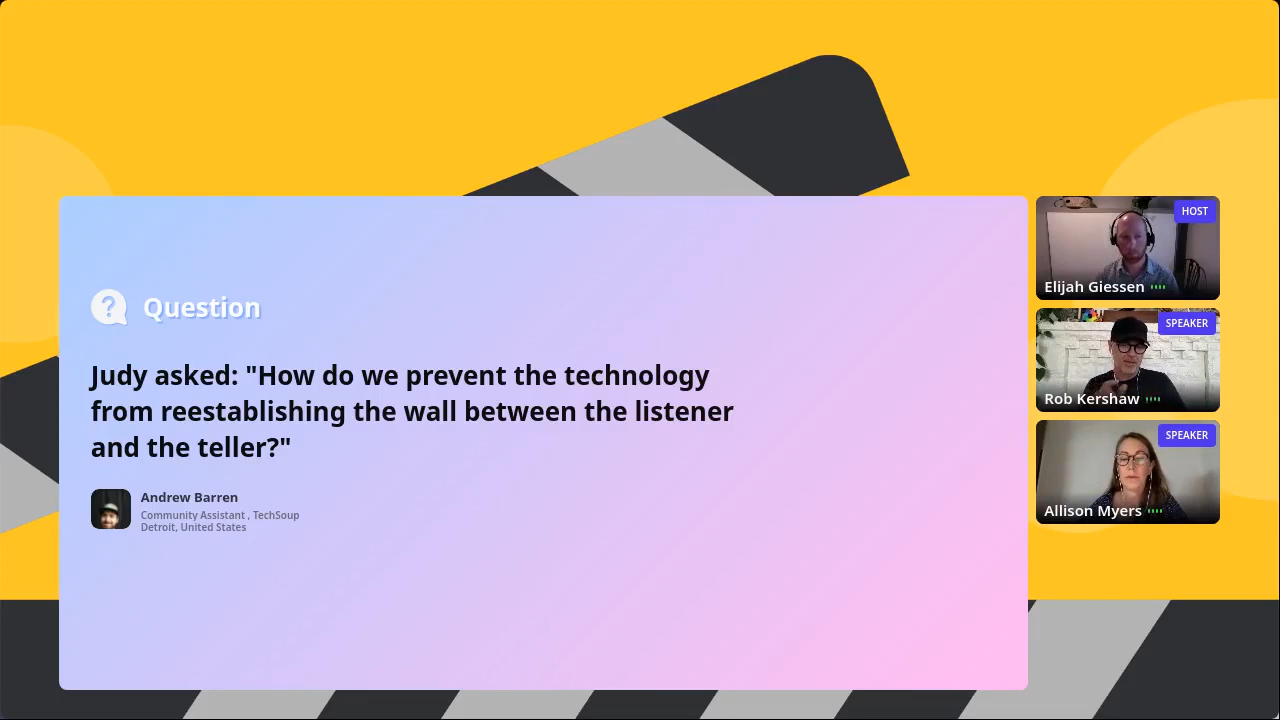 Question
Judy asked: "How do we prevent the technology
from reestablishing the wall between the listener
and the teller?"
Andrew Barren
Community Assistant , TechSoup
Detroit, United States
HOST
Elijah Giessen
SPEAKER
Rob Kershaw
SPEAKER
Allison Myers